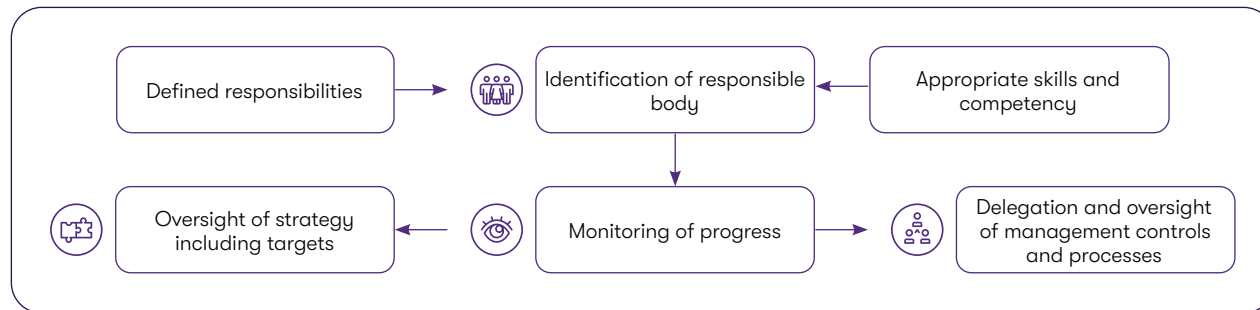 Defined responsibilities
Identification of responsible
body
Appropriate skills and
competency
Oversight of strategy
including targets
Monitoring of progress
Delegation and oversight
of management controls
and processes